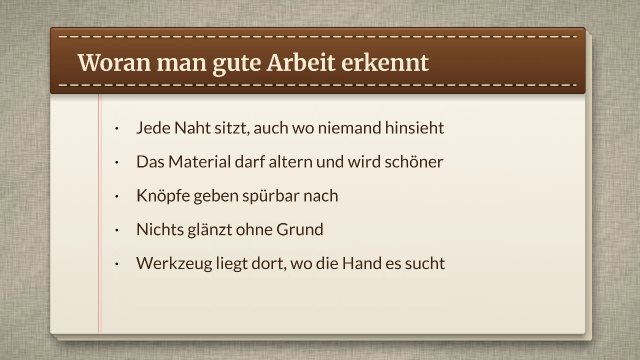 Woran man gute Arbeit erkennt
· Jede Naht sitzt, auch wo niemand hinsieht
· Das Material darf altern und wird schöner
· Knöpfe geben spürbar nach
· Nichts glänzt ohne Grund
· Werkzeug liegt dort, wo die Hand es sucht